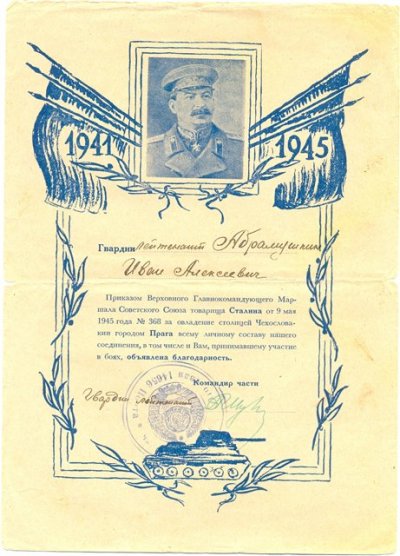 1941 1945
Гвардии лейтенант Абрамушкин
Иван Алексеевич
Приказом Верховного Главнокомандующего Мар-
шала Советского Союза товарища Сталина от 9 мая
1945 года № 368 за овладение столицей Чехослова-
кии городом Прага всему личному составу нашего
соединения, в том числе и Вам, принимавшему участие
в боях, объявлена благодарность.
Командир части
Гвардии лейтенант